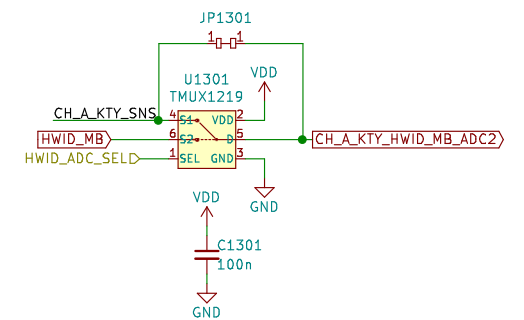 JP1301
1 1
U1301
TMUX1219
VDD
CH_A_KTY_SNS
4 S1 VDD 2
HWID_MB 6 S2 D 5 CH_A_KTY_HWID_MB_ADC2
HWID_ADC_SEL 1 SEL GND 3
GND
VDD
C1301
100n
GND